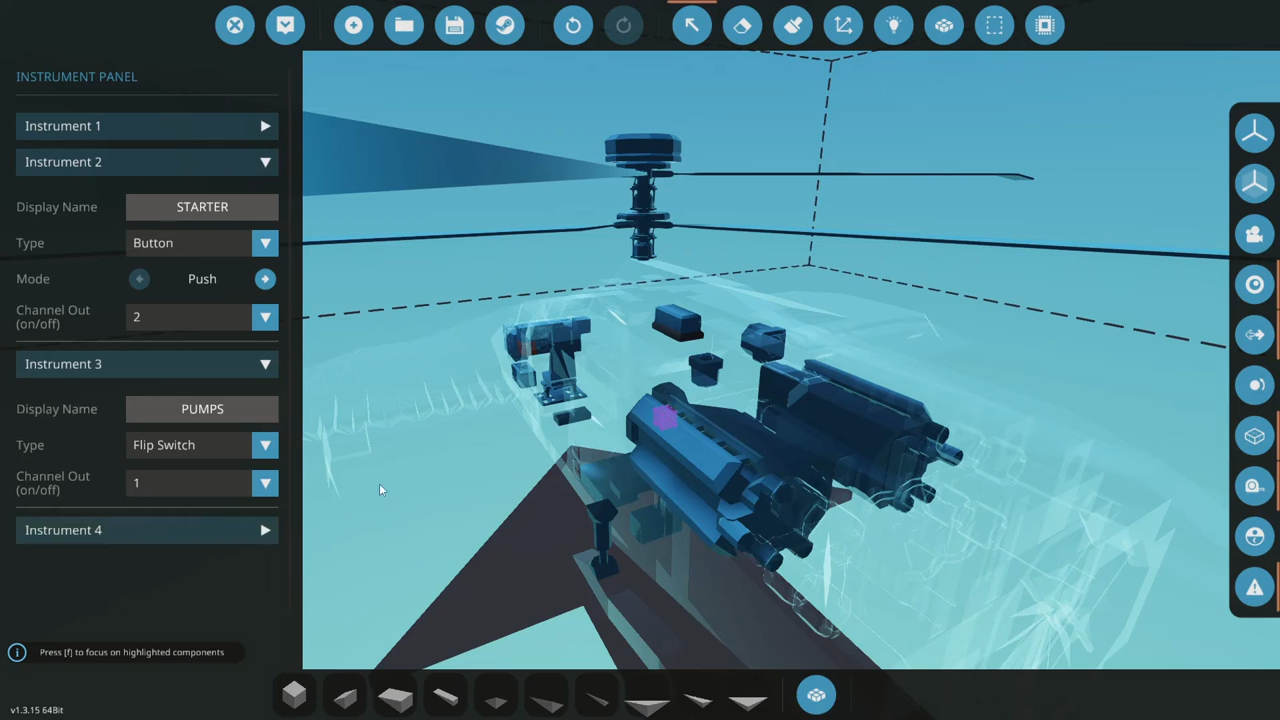 INSTRUMENT PANEL
Instrument 1
Instrument 2
Display Name STARTER
Type Button
Mode Push
Channel Out (on/off) 2
Instrument 3
Display Name PUMPS
Type Flip Switch
Channel Out (on/off) 1
Instrument 4
Press [f] to focus on highlighted components
v1.3.15 64Bit